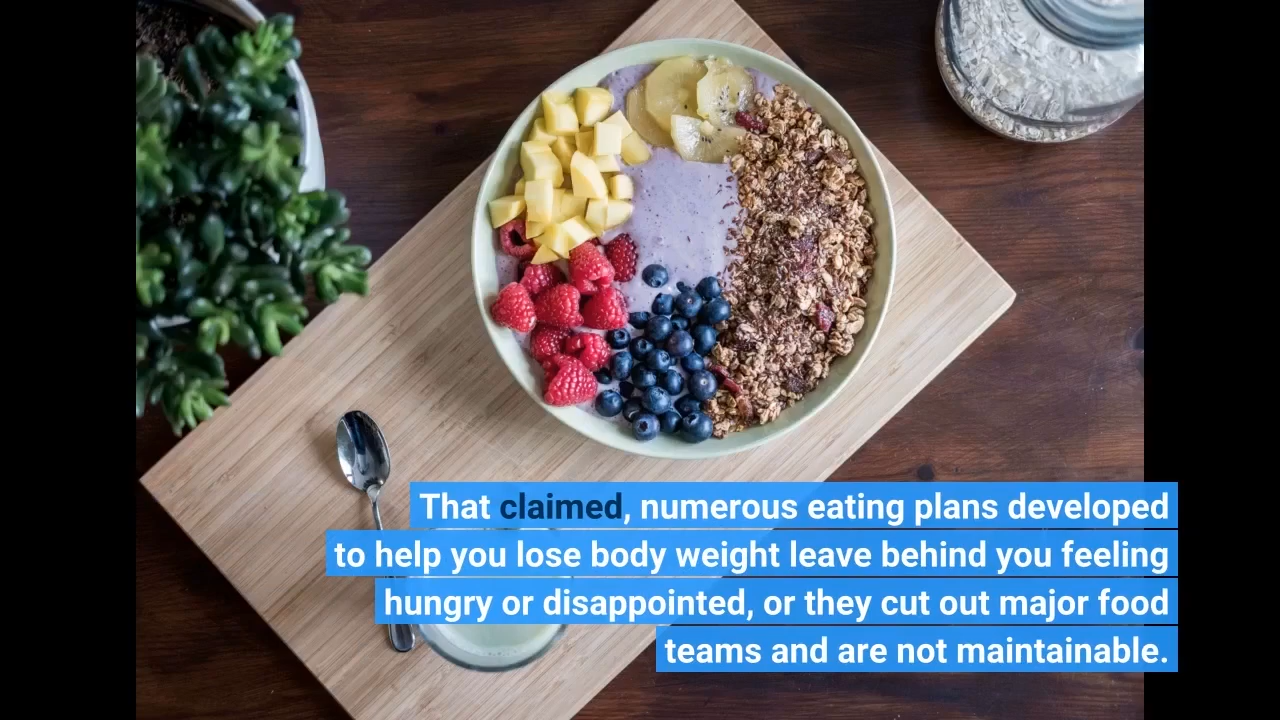 That claimed, numerous eating plans developed
to help you lose body weight leave behind you feeling
hungry or disappointed, or they cut out major food
teams and are not maintainable.